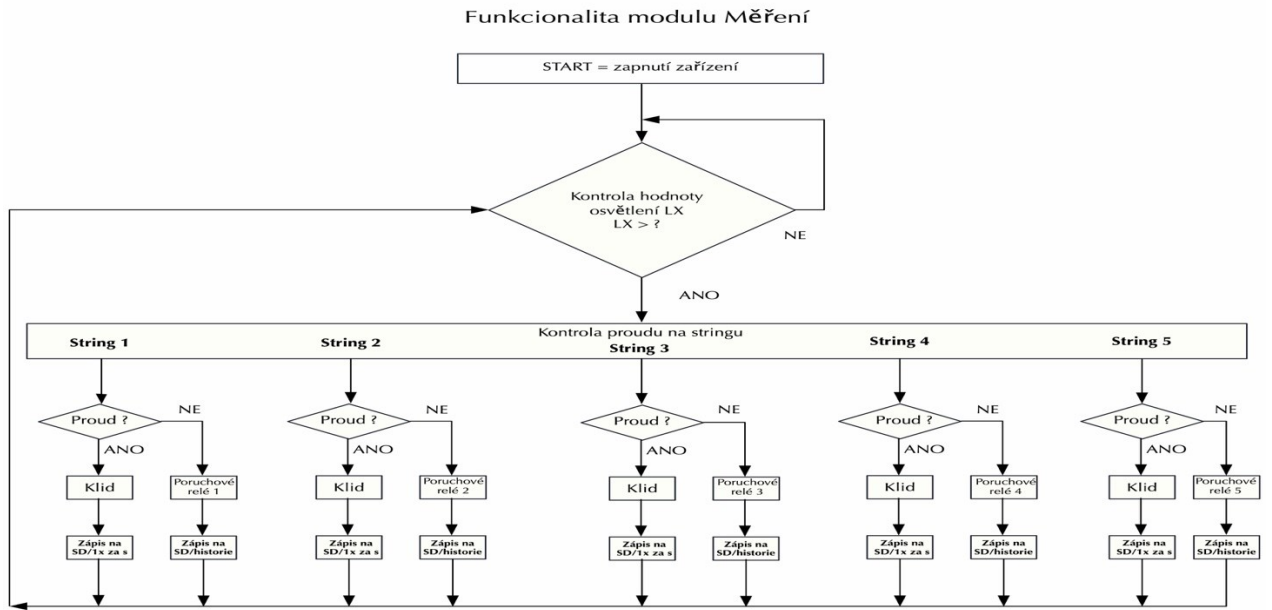 Funkcionalita modulu Měření
START = zapnutí zařízení
Kontrola hodnoty
osvětlení LX
LX > ?
NE
ANO
Kontrola proudu na stringu
String 1
String 2
String 3
String 4
String 5
Proud ?
NE
ANO
Klid
Poruchové
relé 1
Zápis na
SD/1x za s
Zápis na
SD/historie
Proud ?
NE
ANO
Klid
Poruchové
relé 2
Zápis na
SD/1x za s
Zápis na
SD/historie
Proud ?
NE
ANO
Klid
Poruchové
relé 3
Zápis na
SD/1x za s
Zápis na
SD/historie
Proud ?
NE
ANO
Klid
Poruchové
relé 4
Zápis na
SD/1x za s
Zápis na
SD/historie
Proud ?
NE
ANO
Klid
Poruchové
relé 5
Zápis na
SD/1x za s
Zápis na
SD/historie